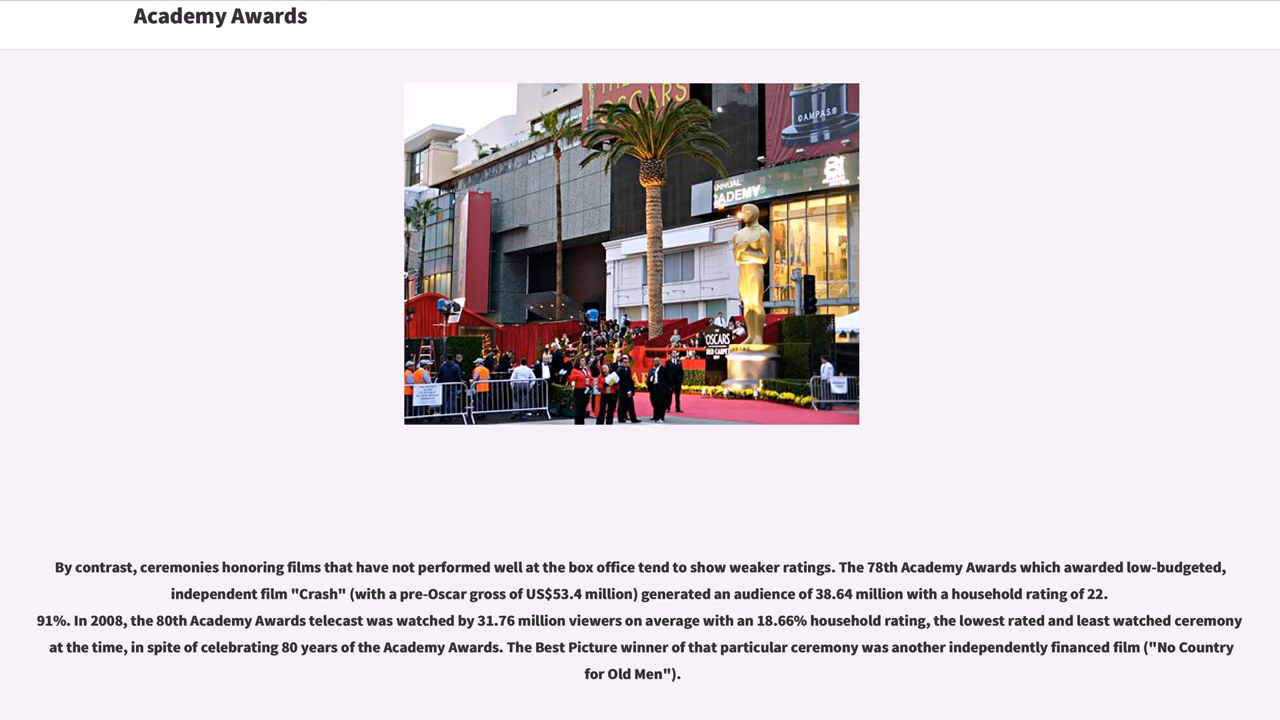 Academy Awards
OSCARS
©A.M.P.A.S.®
ANNUAL
ACADEMY
OSCARS
RED CARPET
By contrast, ceremonies honoring films that have not performed well at the box office tend to show weaker ratings. The 78th Academy Awards which awarded low-budgeted,
independent film "Crash" (with a pre-Oscar gross of US$53.4 million) generated an audience of 38.64 million with a household rating of 22.
91%. In 2008, the 80th Academy Awards telecast was watched by 31.76 million viewers on average with an 18.66% household rating, the lowest rated and least watched ceremony
at the time, in spite of celebrating 80 years of the Academy Awards. The Best Picture winner of that particular ceremony was another independently financed film ("No Country
for Old Men").